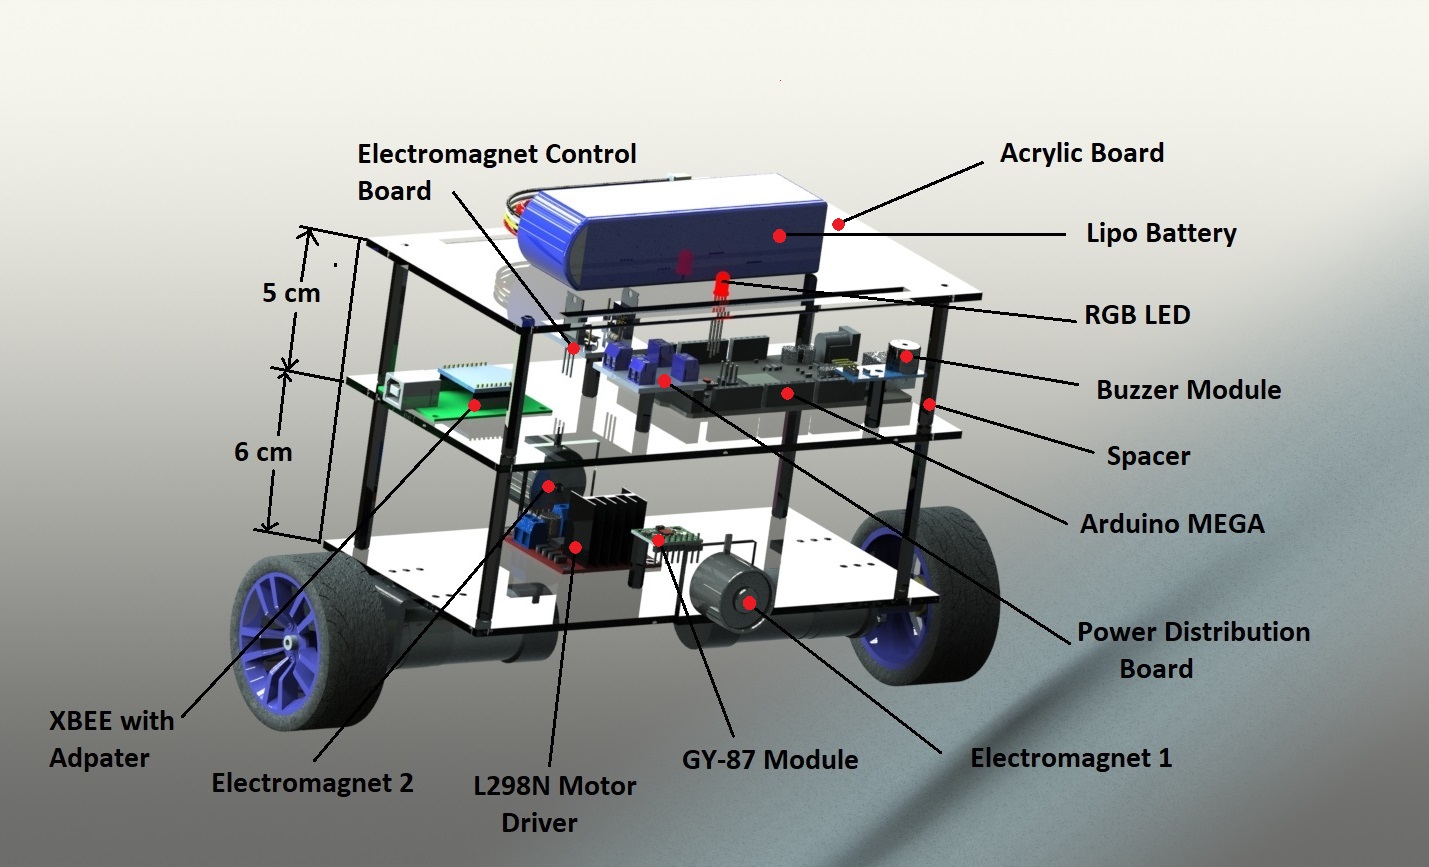 Electromagnet Control
Board
Acrylic Board
Lipo Battery
5 cm
RGB LED
Buzzer Module
6 cm
Spacer
Arduino MEGA
Power Distribution
Board
XBEE with
Adpater
Electromagnet 2
L298N Motor
Driver
GY-87 Module
Electromagnet 1